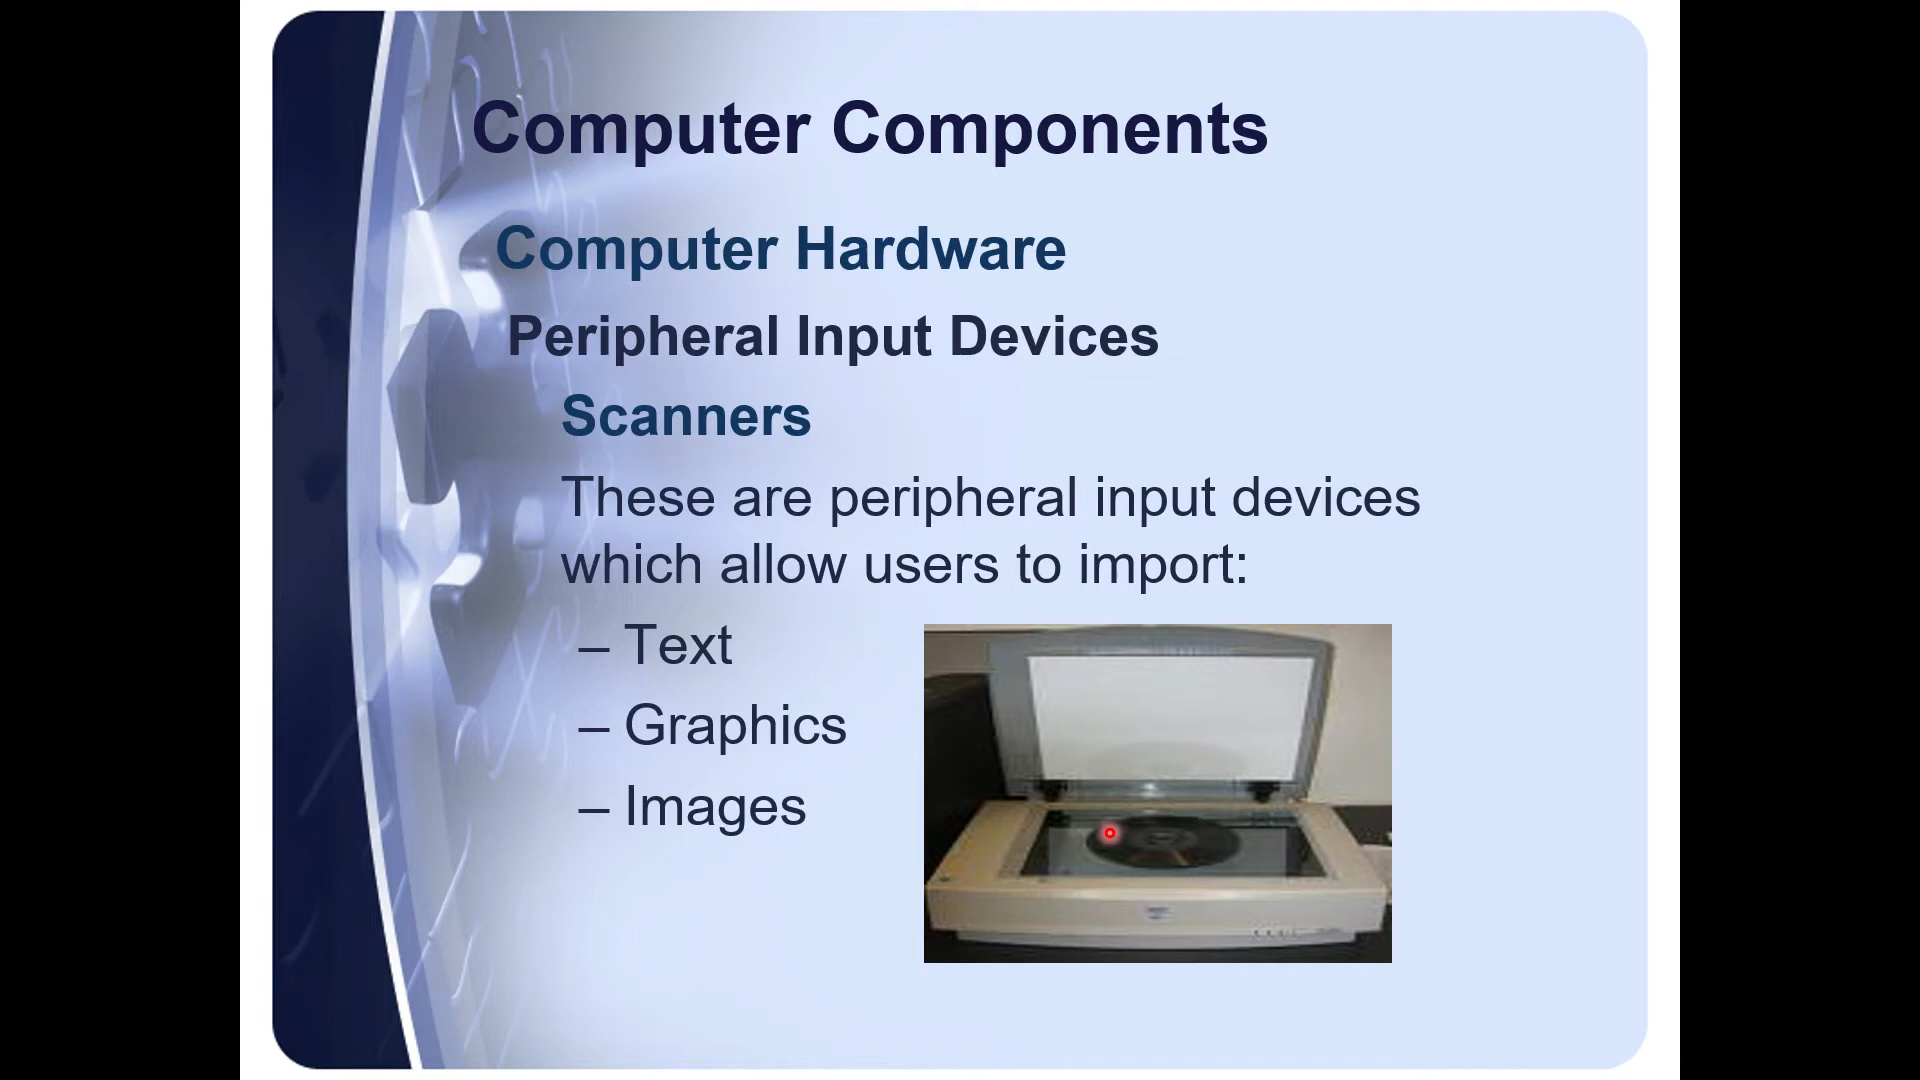 Computer Components
Computer Hardware
Peripheral Input Devices
Scanners
These are peripheral input devices
which allow users to import:
– Text
– Graphics
– Images